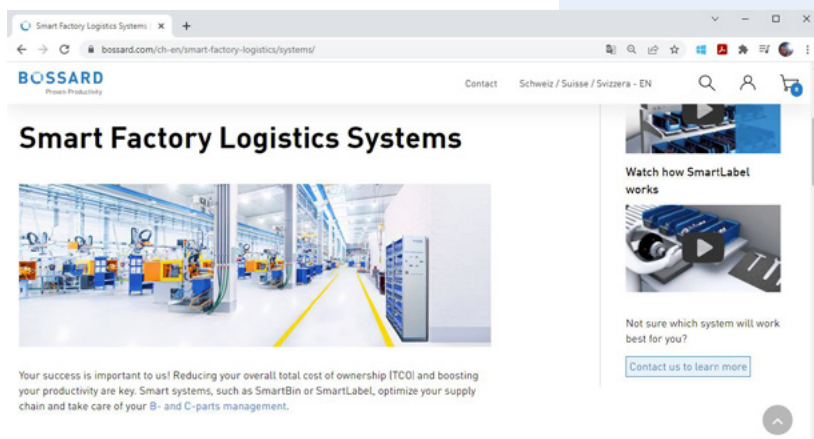 Smart Factory Logistics Systems
bossard.com/ch-en/smart-factory-logistics/systems/
BOSSARD
Proven Productivity
Contact
Schweiz / Suisse / Svizzera - EN
0
Smart Factory Logistics Systems
Your success is important to us! Reducing your overall total cost of ownership (TCO) and boosting
your productivity are key. Smart systems, such as SmartBin or SmartLabel, optimize your supply
chain and take care of your B- and C-parts management.
Watch how SmartLabel
works
Not sure which system will work
best for you?
Contact us to learn more